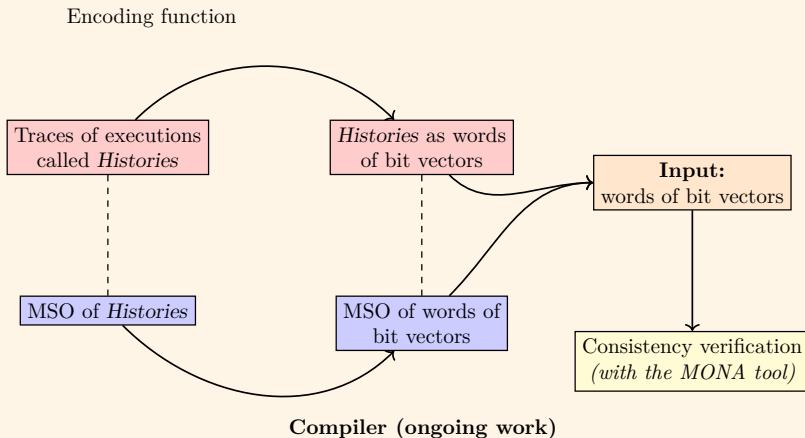 Encoding function
Traces of executions
called Histories
Histories as words
of bit vectors
Input:
words of bit vectors
MSO of Histories
MSO of words of
bit vectors
Consistency verification
(with the MONA tool)
Compiler (ongoing work)